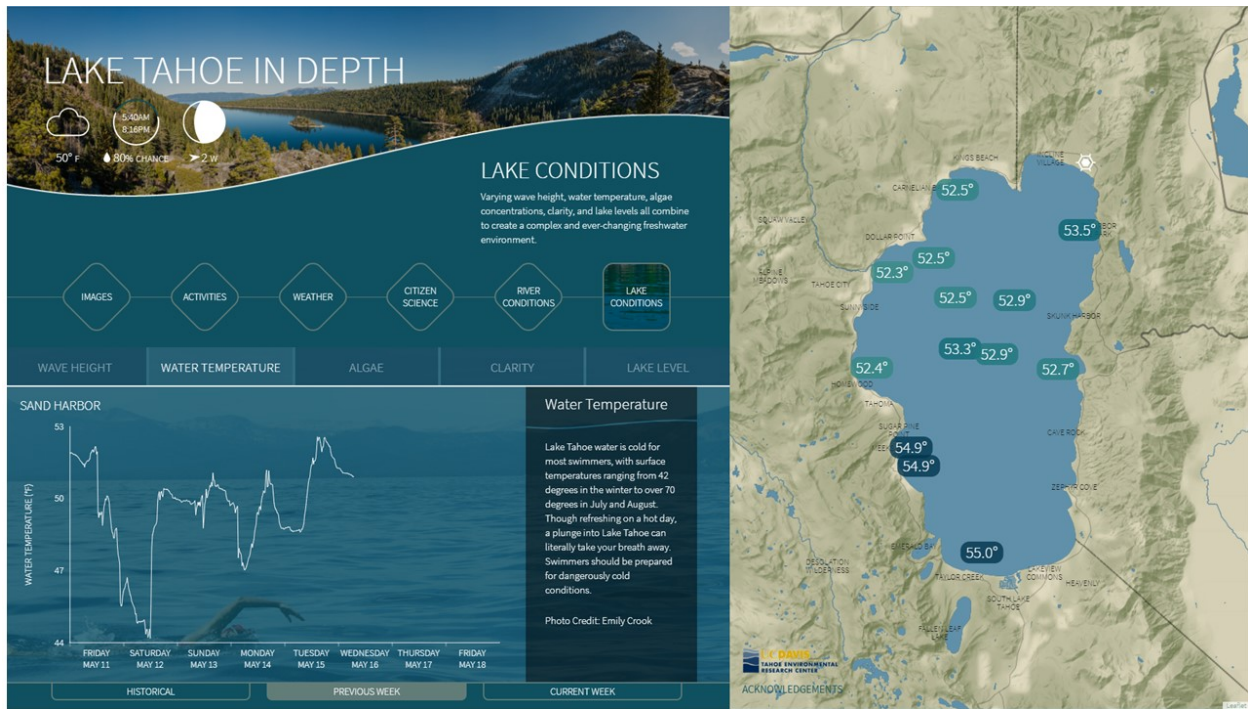 LAKE TAHOE IN DEPTH
5:40AM
8:16PM
50° F
80% CHANCE
2 W
LAKE CONDITIONS
Varying wave height, water temperature, algae
concentrations, clarity, and lake levels all combine
to create a complex and ever-changing freshwater
environment.
IMAGES
ACTIVITIES
WEATHER
CITIZEN
SCIENCE
RIVER
CONDITIONS
LAKE
CONDITIONS
WAVE HEIGHT
WATER TEMPERATURE
ALGAE
CLARITY
LAKE LEVEL
SAND HARBOR
WATER TEMPERATURE (°F)
53
50
47
44
FRIDAY
MAY 11
SATURDAY
MAY 12
SUNDAY
MAY 13
MONDAY
MAY 14
TUESDAY
MAY 15
WEDNESDAY
MAY 16
THURSDAY
MAY 17
FRIDAY
MAY 18
Water Temperature
Lake Tahoe water is cold for
most swimmers, with surface
temperatures ranging from 42
degrees in the winter to over 70
degrees in July and August.
Though refreshing on a hot day,
a plunge into Lake Tahoe can
literally take your breath away.
Swimmers should be prepared
for dangerously cold
conditions.
Photo Credit: Emily Crook
HISTORICAL
PREVIOUS WEEK
CURRENT WEEK
KINGS BEACH
VILLAGE
CARNELIAN
52.5°
SQUAW VALLEY
53.5°
DOLLAR POINT
52.5°
52.3°
ALPINE
MEADOWS
TAHOE CITY
52.5°
52.9°
SUNNYSIDE
SKUNK HARBOR
53.3°
52.9°
52.4°
52.7°
HOMEWOOD
TAHOMA
SUGAR PINE
CAVE ROCK
54.9°
54.9°
ZEPHYR COVE
EMERALD BAY
55.0°
DESOLATION
WILDERNESS
TAYLOR CREEK
LAKEVIEW
COMMONS
HEAVENLY
SOUTH LAKE
TAHOE
FALLEN LEAF
LAKE
UC DAVIS
TAHOE ENVIRONMENTAL
RESEARCH CENTER
ACKNOWLEDGEMENTS
Leaflet